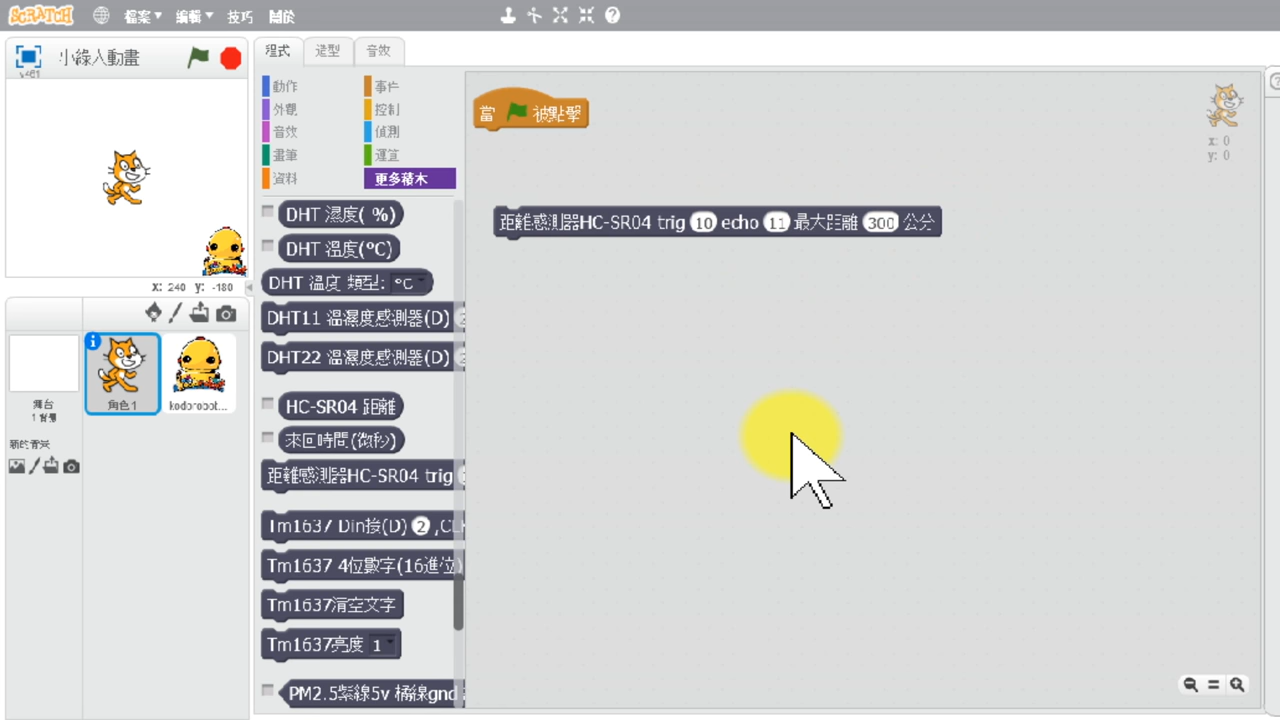 SCRATCH 檔案 編輯 技巧 關於
小綠人動畫
v461
x: 240 y: -180
舞台
1 背景
新的背景
角色1
kodorobot...
程式 造型 音效
動作 事件
外觀 控制
音效 偵測
畫筆 運算
資料 更多積木
DHT 濕度( %)
DHT 溫度(ºC)
DHT 溫度 類型: ºC
DHT11 溫濕度感測器(D)
DHT22 溫濕度感測器(D)
HC-SR04 距離
來回時間(微秒)
距離感測器HC-SR04 trig
Tm1637 Din接(D) 2 ,CL
Tm1637 4位數字(16進位)
Tm1637清空文字
Tm1637亮度 1
PM2.5紫線5v 橘線gnd
當 被點擊
距離感測器HC-SR04 trig 10 echo 11 最大距離 300 公分
x: 0
y: 0